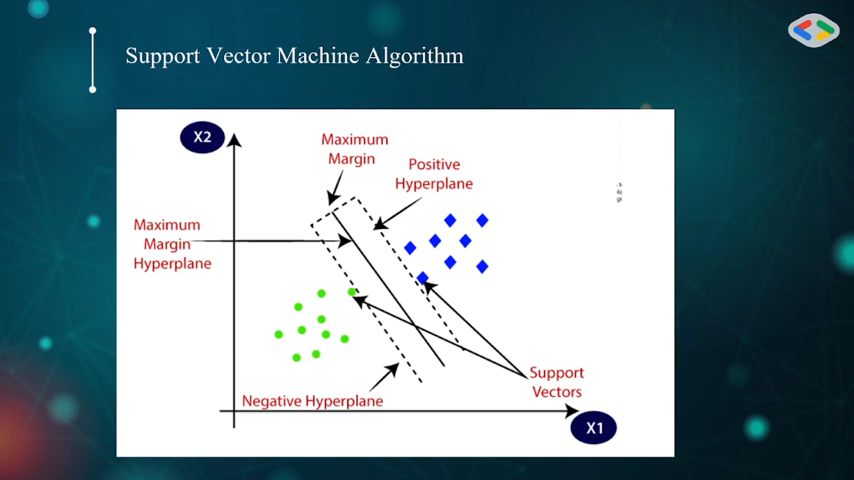 Support Vector Machine Algorithm
X2
Maximum
Margin
Positive
Hyperplane
Maximum
Margin
Hyperplane
Support
Vectors
Negative Hyperplane
X1